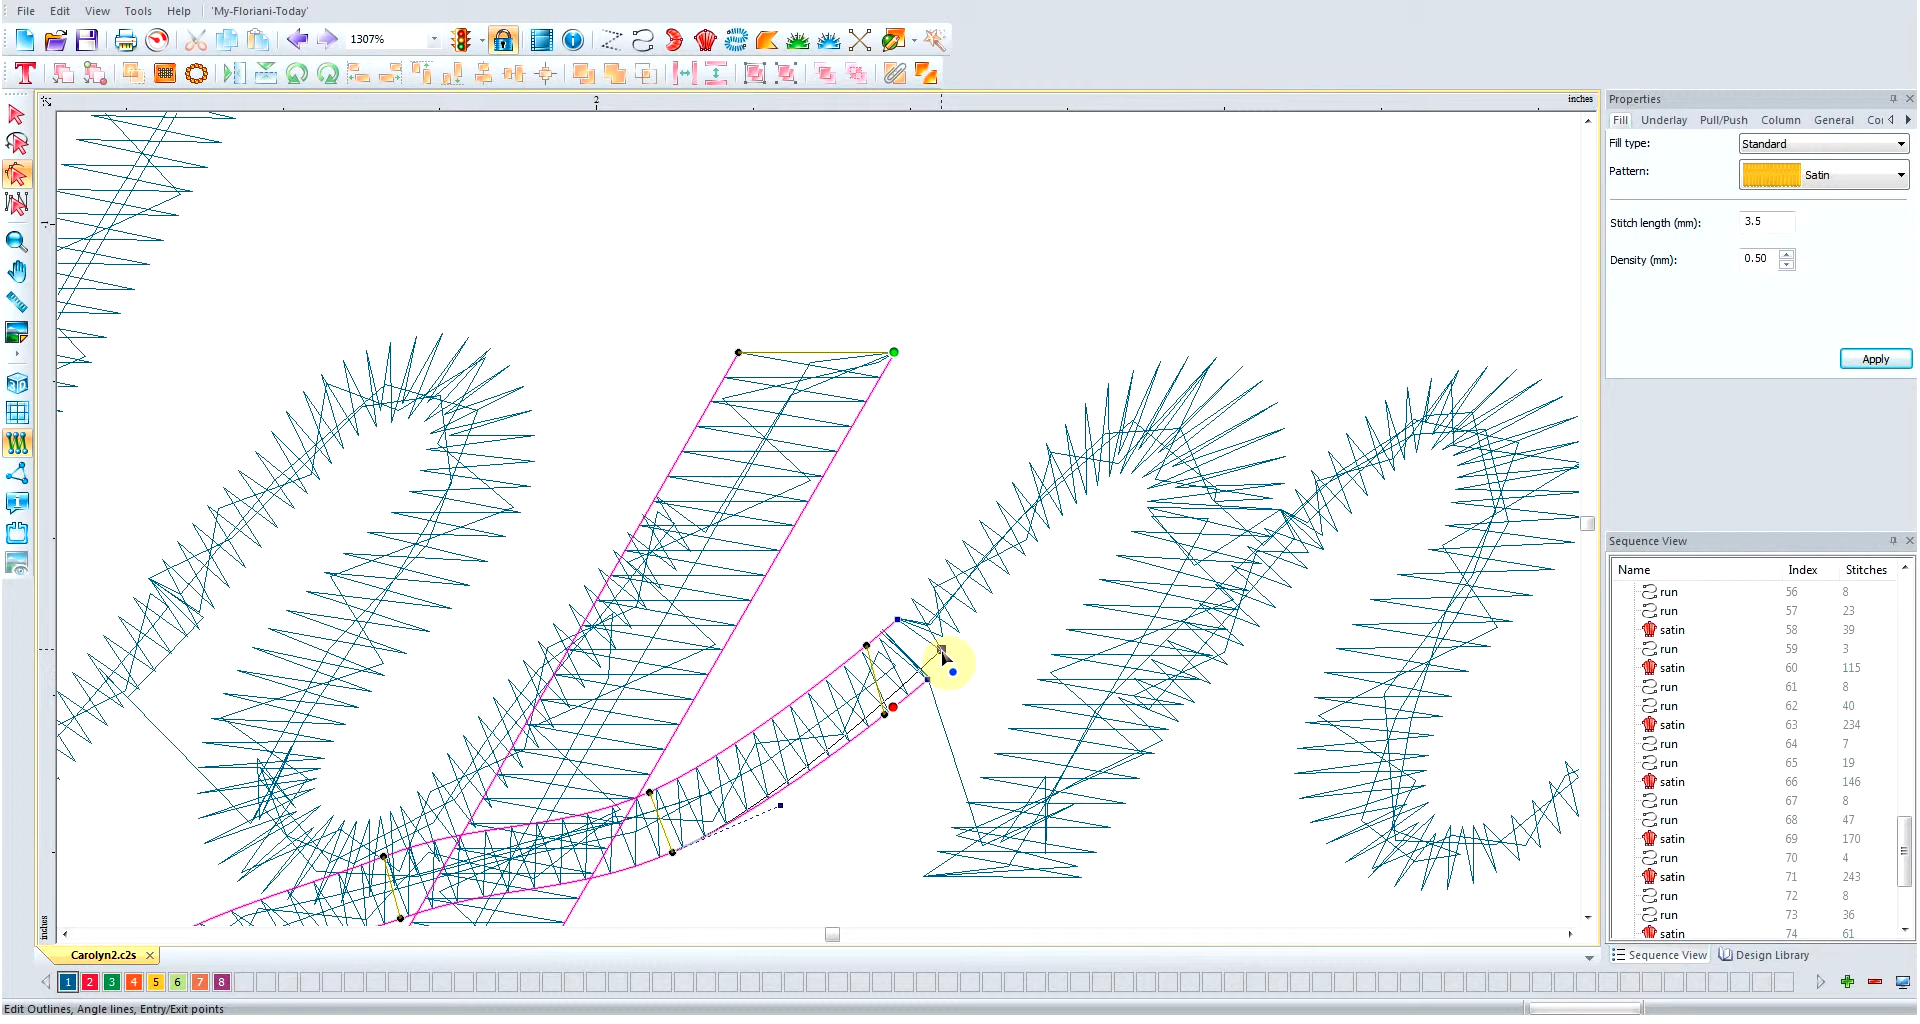 File Edit View Tools Help 'My-Floriani-Today'
1307%
2 inches
Properties
Fill Underlay Pull/Push Column General
Fill type: Standard
Pattern: Satin
Stitch length (mm): 3.5
Density (mm): 0.50
Apply
1
Sequence View
Name Index Stitches
run 56 8
run 57 23
satin 58 39
run 59 3
satin 60 115
run 61 8
run 62 40
satin 63 234
run 64 7
run 65 19
satin 66 146
run 67 8
run 68 47
satin 69 170
run 70 4
satin 71 243
run 72 8
run 73 36
satin 74 61
inches
Carolyn2.c2s
Sequence View Design Library
1 2 3 4 5 6 7 8
Edit Outlines, Angle lines, Entry/Exit points